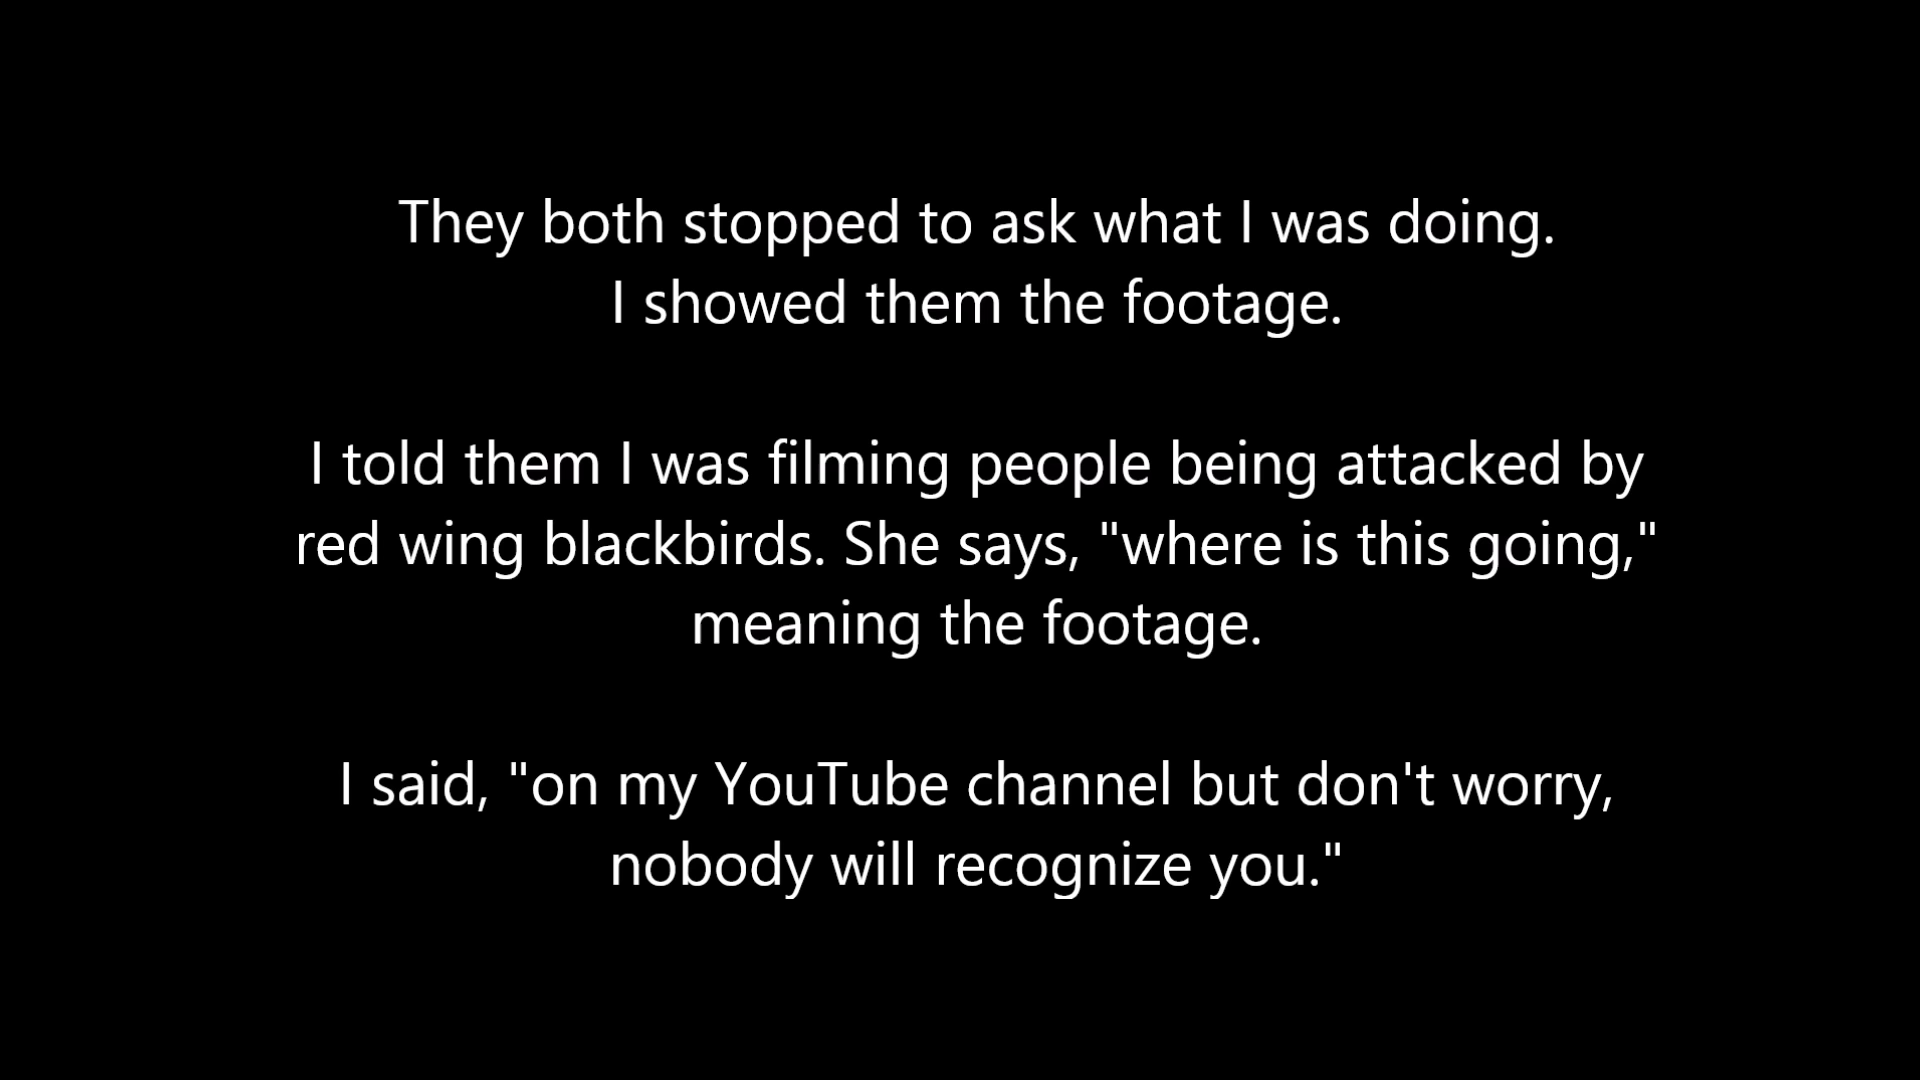 They both stopped to ask what I was doing.
I showed them the footage.
I told them I was filming people being attacked by
red wing blackbirds. She says, "where is this going,"
meaning the footage.
I said, "on my YouTube channel but don't worry,
nobody will recognize you."